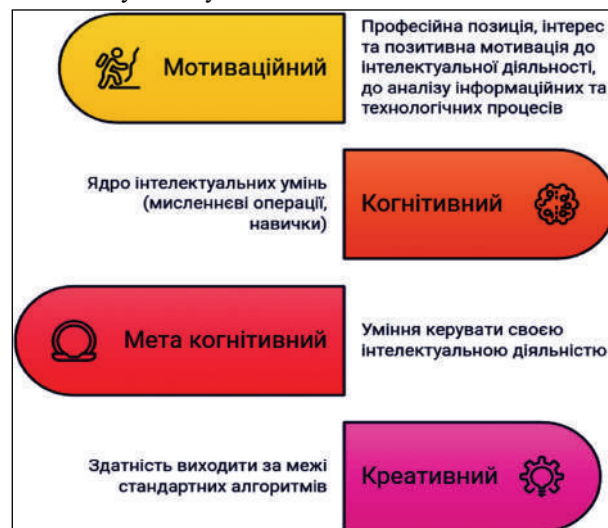 Мотиваційний
Професійна позиція, інтерес
та позитивна мотивація до
інтелектуальної діяльності,
до аналізу інформаційних та
технологічних процесів
Ядро інтелектуальних умінь
(мисленнєві операції,
навички)
Когнітивний
Мета когнітивний
Уміння керувати своєю
інтелектуальною діяльністю
Здатність виходити за межі
стандартних алгоритмів
Креативний